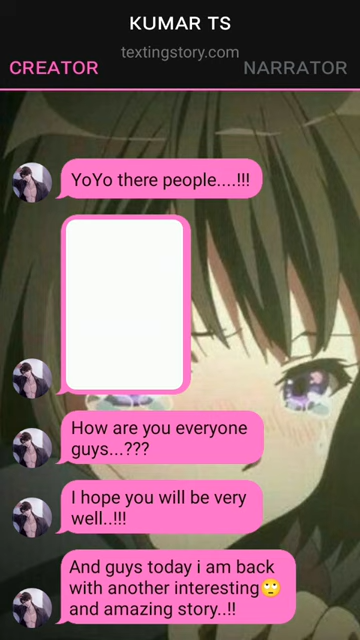 KUMAR TS
textingstory.com
CREATOR
NARRATOR
YoYo there people....!!!
How are you everyone
guys...???
I hope you will be very
well..!!!
And guys today i am back
with another interesting🙄
and amazing story..!!